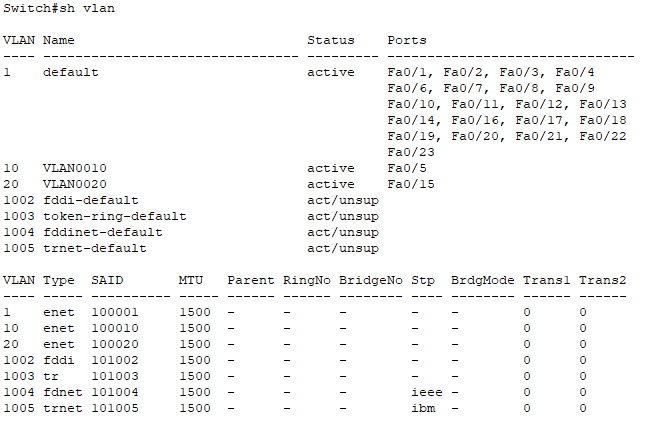 Switch#sh vlan
VLAN Name                             Status    Ports
---- -------------------------------- --------- -------------------------------
1    default                          active    Fa0/1, Fa0/2, Fa0/3, Fa0/4
                                                Fa0/6, Fa0/7, Fa0/8, Fa0/9
                                                Fa0/10, Fa0/11, Fa0/12, Fa0/13
                                                Fa0/14, Fa0/16, Fa0/17, Fa0/18
                                                Fa0/19, Fa0/20, Fa0/21, Fa0/22
                                                Fa0/23
10   VLAN0010                         active    Fa0/5
20   VLAN0020                         active    Fa0/15
1002 fddi-default                     act/unsup
1003 token-ring-default               act/unsup
1004 fddinet-default                  act/unsup
1005 trnet-default                    act/unsup
VLAN Type  SAID       MTU   Parent RingNo BridgeNo Stp  BrdgMode Trans1 Trans2
---- ----- ---------- ----- ------ ------ -------- ---- -------- ------ ------
1    enet  100001     1500  -      -      -        -    -        0      0
10   enet  100010     1500  -      -      -        -    -        0      0
20   enet  100020     1500  -      -      -        -    -        0      0
1002 fddi  101002     1500  -      -      -        -    -        0      0
1003 tr    101003     1500  -      -      -        -    -        0      0
1004 fdnet 101004     1500  -      -      -        ieee -        0      0
1005 trnet 101005     1500  -      -      -        ibm  -        0      0